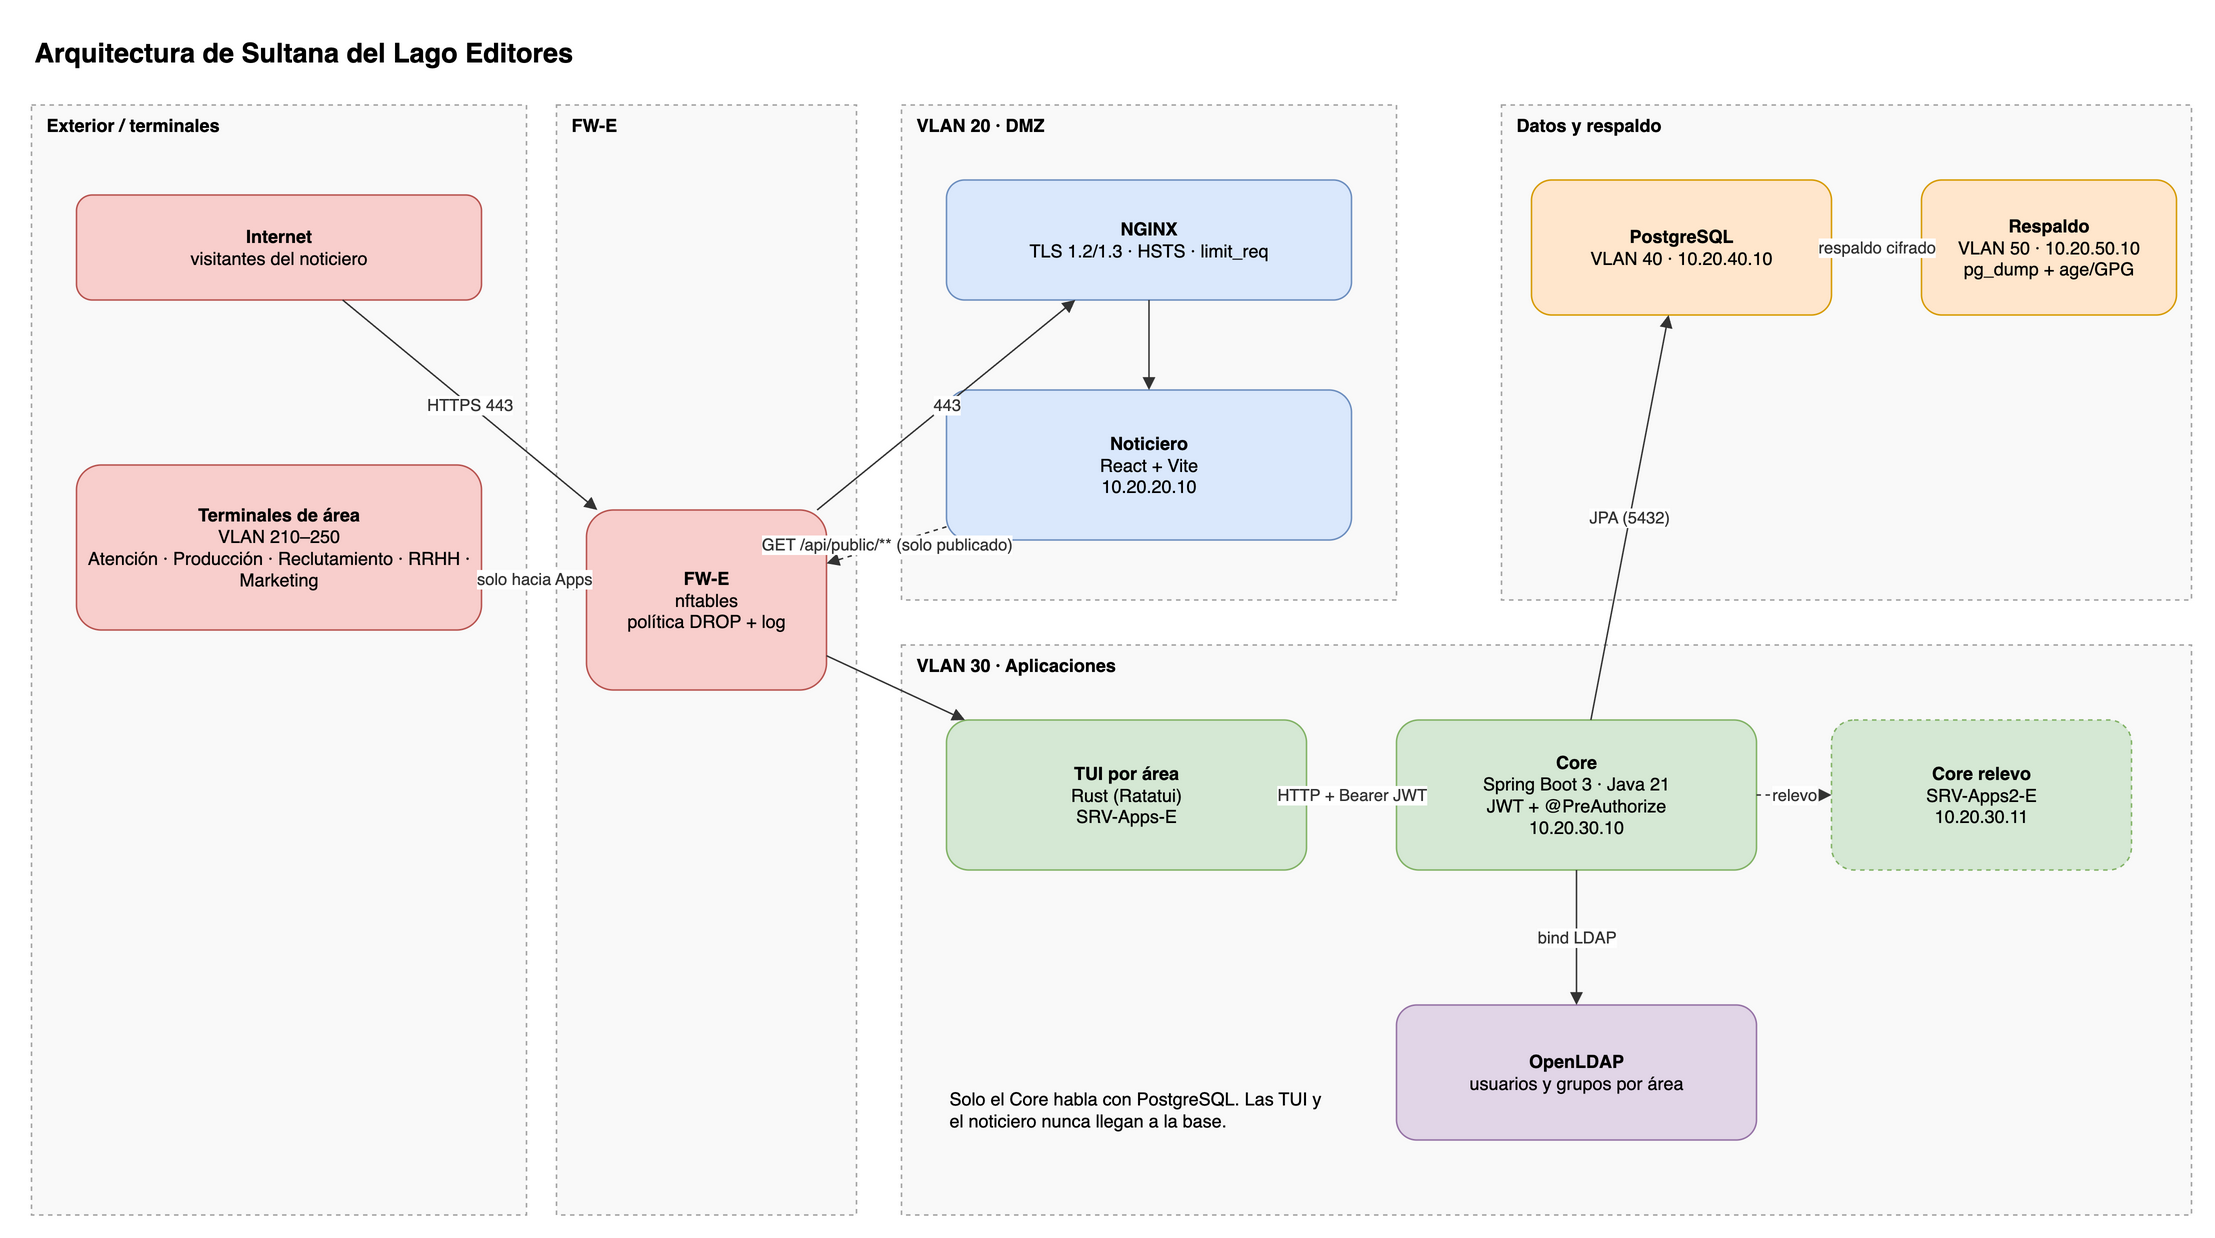 Arquitectura de Sultana del Lago Editores
Exterior / terminales
Internet
visitantes del noticiero
HTTPS 443
Terminales de área
VLAN 210–250
Atención · Producción · Reclutamiento · RRHH ·
Marketing
solo hacia Apps
FW-E
FW-E
nftables
política DROP + log
VLAN 20 · DMZ
NGINX
TLS 1.2/1.3 · HSTS · limit_req
443
Noticiero
React + Vite
10.20.20.10
GET /api/public/** (solo publicado)
Datos y respaldo
PostgreSQL
VLAN 40 · 10.20.40.10
respaldo cifrado
Respaldo
VLAN 50 · 10.20.50.10
pg_dump + age/GPG
JPA (5432)
VLAN 30 · Aplicaciones
TUI por área
Rust (Ratatui)
SRV-Apps-E
HTTP + Bearer JWT
Core
Spring Boot 3 · Java 21
JWT + @PreAuthorize
10.20.30.10
relevo
Core relevo
SRV-Apps2-E
10.20.30.11
bind LDAP
OpenLDAP
usuarios y grupos por área
Solo el Core habla con PostgreSQL. Las TUI y
el noticiero nunca llegan a la base.